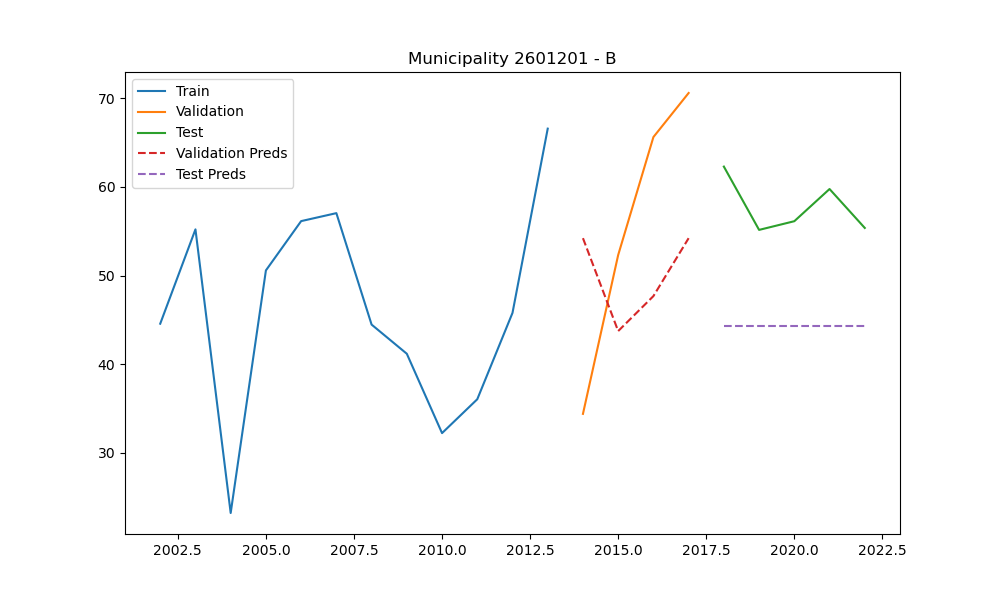 Municipality 2601201 - B
Train
Validation
Test
Validation Preds
Test Preds
70
60
50
40
30
2002.5 2005.0 2007.5 2010.0 2012.5 2015.0 2017.5 2020.0 2022.5